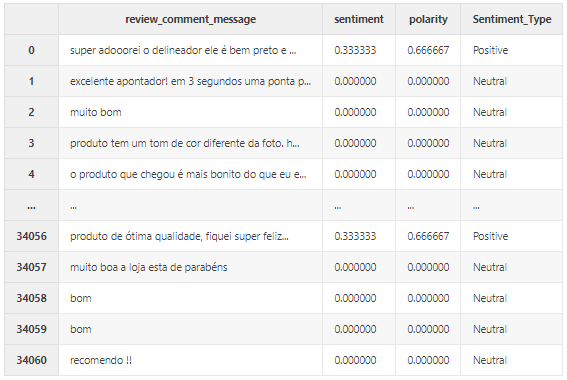 review_comment_message sentiment polarity Sentiment_Type
0 super adooorei o delineador ele é bem preto e ... 0.333333 0.666667 Positive
1 excelente apontador! em 3 segundos uma ponta p... 0.000000 0.000000 Neutral
2 muito bom 0.000000 0.000000 Neutral
3 produto tem um tom de cor diferente da foto. h... 0.000000 0.000000 Neutral
4 o produto que chegou é mais bonito do que eu e... 0.000000 0.000000 Neutral
... ... ... ... ...
34056 produto de ótima qualidade, fiquei super feliz... 0.333333 0.666667 Positive
34057 muito boa a loja esta de parabéns 0.000000 0.000000 Neutral
34058 bom 0.000000 0.000000 Neutral
34059 bom 0.000000 0.000000 Neutral
34060 recomendo !! 0.000000 0.000000 Neutral